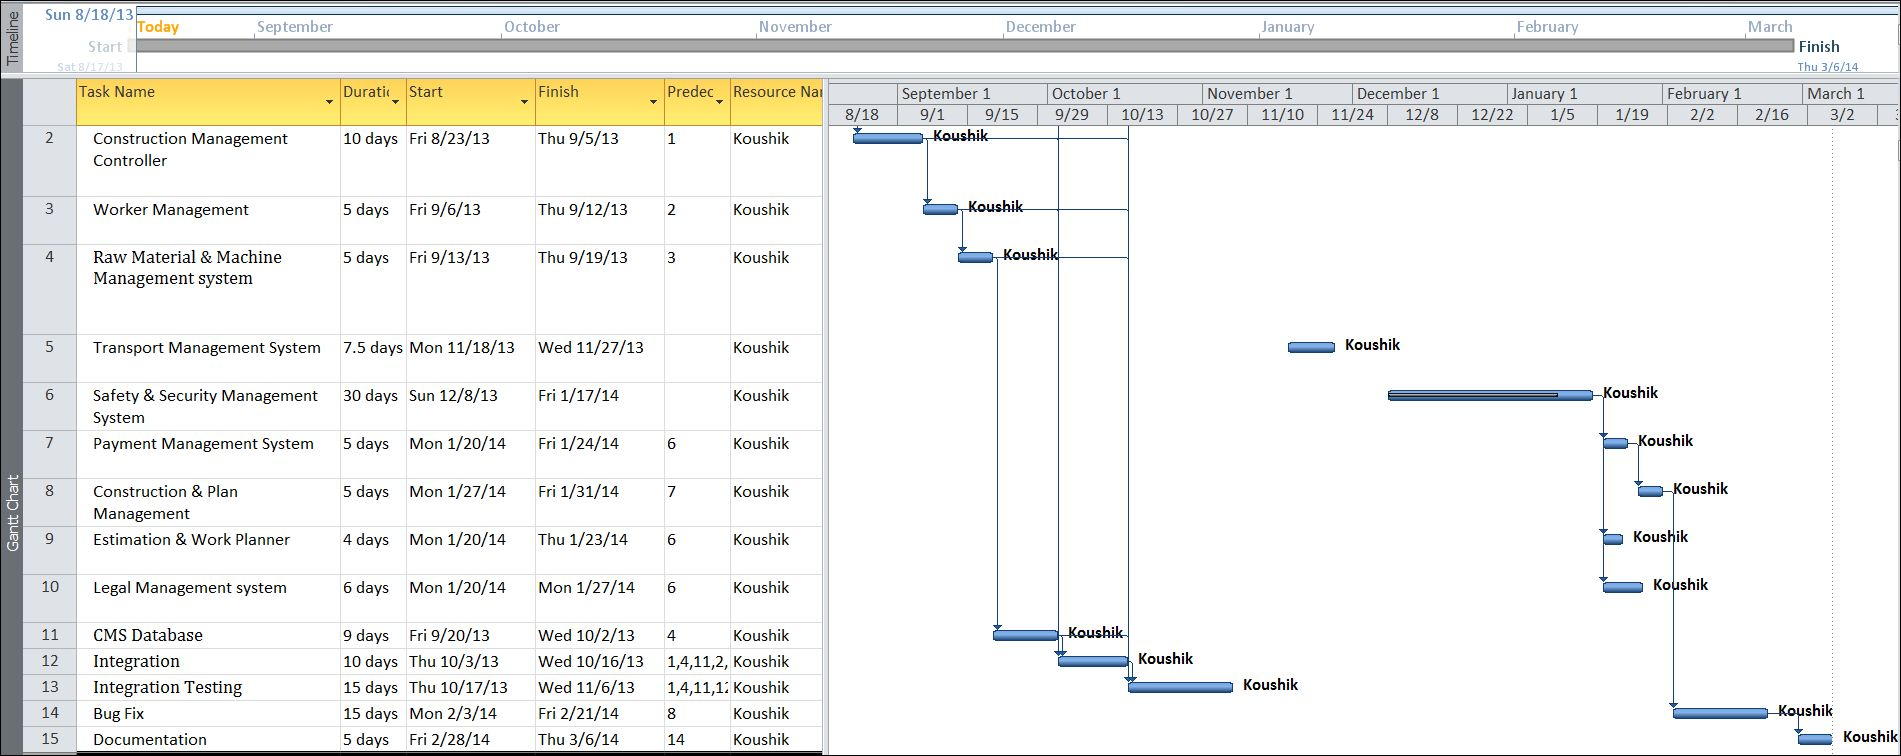 Timeline
Sun 8/18/13
Today
September
October
November
December
January
February
March
Start
Sat 8/17/13
Finish
Thu 3/6/14
Gantt Chart
Task Name Duratic Start Finish Predec Resource Nar
September 1 October 1 November 1 December 1 January 1 February 1 March 1
8/18 9/1 9/15 9/29 10/13 10/27 11/10 11/24 12/8 12/22 1/5 1/19 2/2 2/16 3/2
2 Construction Management 10 days Fri 8/23/13 Thu 9/5/13 1 Koushik Koushik
Controller
3 Worker Management 5 days Fri 9/6/13 Thu 9/12/13 2 Koushik Koushik
4 Raw Material & Machine 5 days Fri 9/13/13 Thu 9/19/13 3 Koushik Koushik
Management system
5 Transport Management System 7.5 days Mon 11/18/13 Wed 11/27/13 Koushik Koushik
6 Safety & Security Management 30 days Sun 12/8/13 Fri 1/17/14 Koushik Koushik
System
7 Payment Management System 5 days Mon 1/20/14 Fri 1/24/14 6 Koushik Koushik
8 Construction & Plan 5 days Mon 1/27/14 Fri 1/31/14 7 Koushik Koushik
Management
9 Estimation & Work Planner 4 days Mon 1/20/14 Thu 1/23/14 6 Koushik Koushik
10 Legal Management system 6 days Mon 1/20/14 Mon 1/27/14 6 Koushik Koushik
11 CMS Database 9 days Fri 9/20/13 Wed 10/2/13 4 Koushik Koushik
12 Integration 10 days Thu 10/3/13 Wed 10/16/13 1,4,11,2, Koushik Koushik
13 Integration Testing 15 days Thu 10/17/13 Wed 11/6/13 1,4,11,12 Koushik Koushik
14 Bug Fix 15 days Mon 2/3/14 Fri 2/21/14 8 Koushik Koushik
15 Documentation 5 days Fri 2/28/14 Thu 3/6/14 14 Koushik Koushik